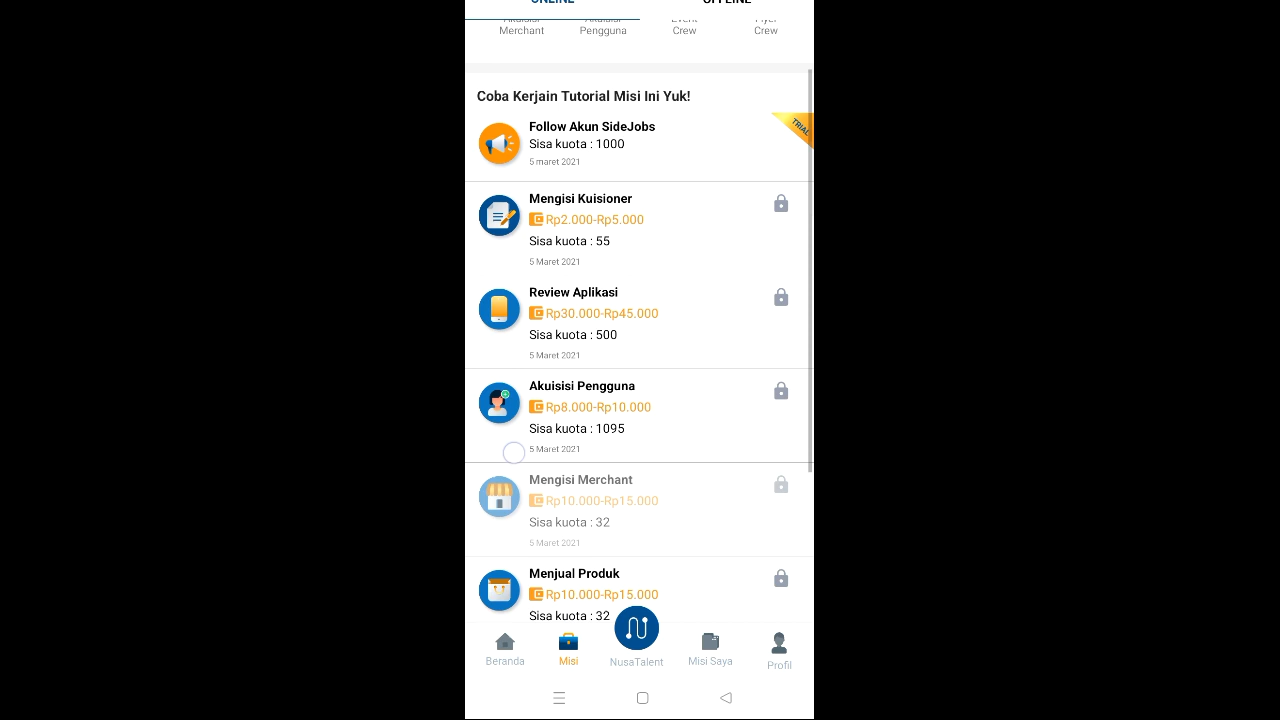 ONLINE OFFLINE
Akuisisi Akuisisi Event Flyer
Merchant Pengguna Crew Crew
Coba Kerjain Tutorial Misi Ini Yuk!
Follow Akun SideJobs
Sisa kuota : 1000
5 maret 2021
TRIAL
Mengisi Kuisioner
Rp2.000-Rp5.000
Sisa kuota : 55
5 Maret 2021
Review Aplikasi
Rp30.000-Rp45.000
Sisa kuota : 500
5 Maret 2021
Akuisisi Pengguna
Rp8.000-Rp10.000
Sisa kuota : 1095
5 Maret 2021
Mengisi Merchant
Rp10.000-Rp15.000
Sisa kuota : 32
5 Maret 2021
Menjual Produk
Rp10.000-Rp15.000
Sisa kuota : 32
Beranda Misi NusaTalent Misi Saya Profil